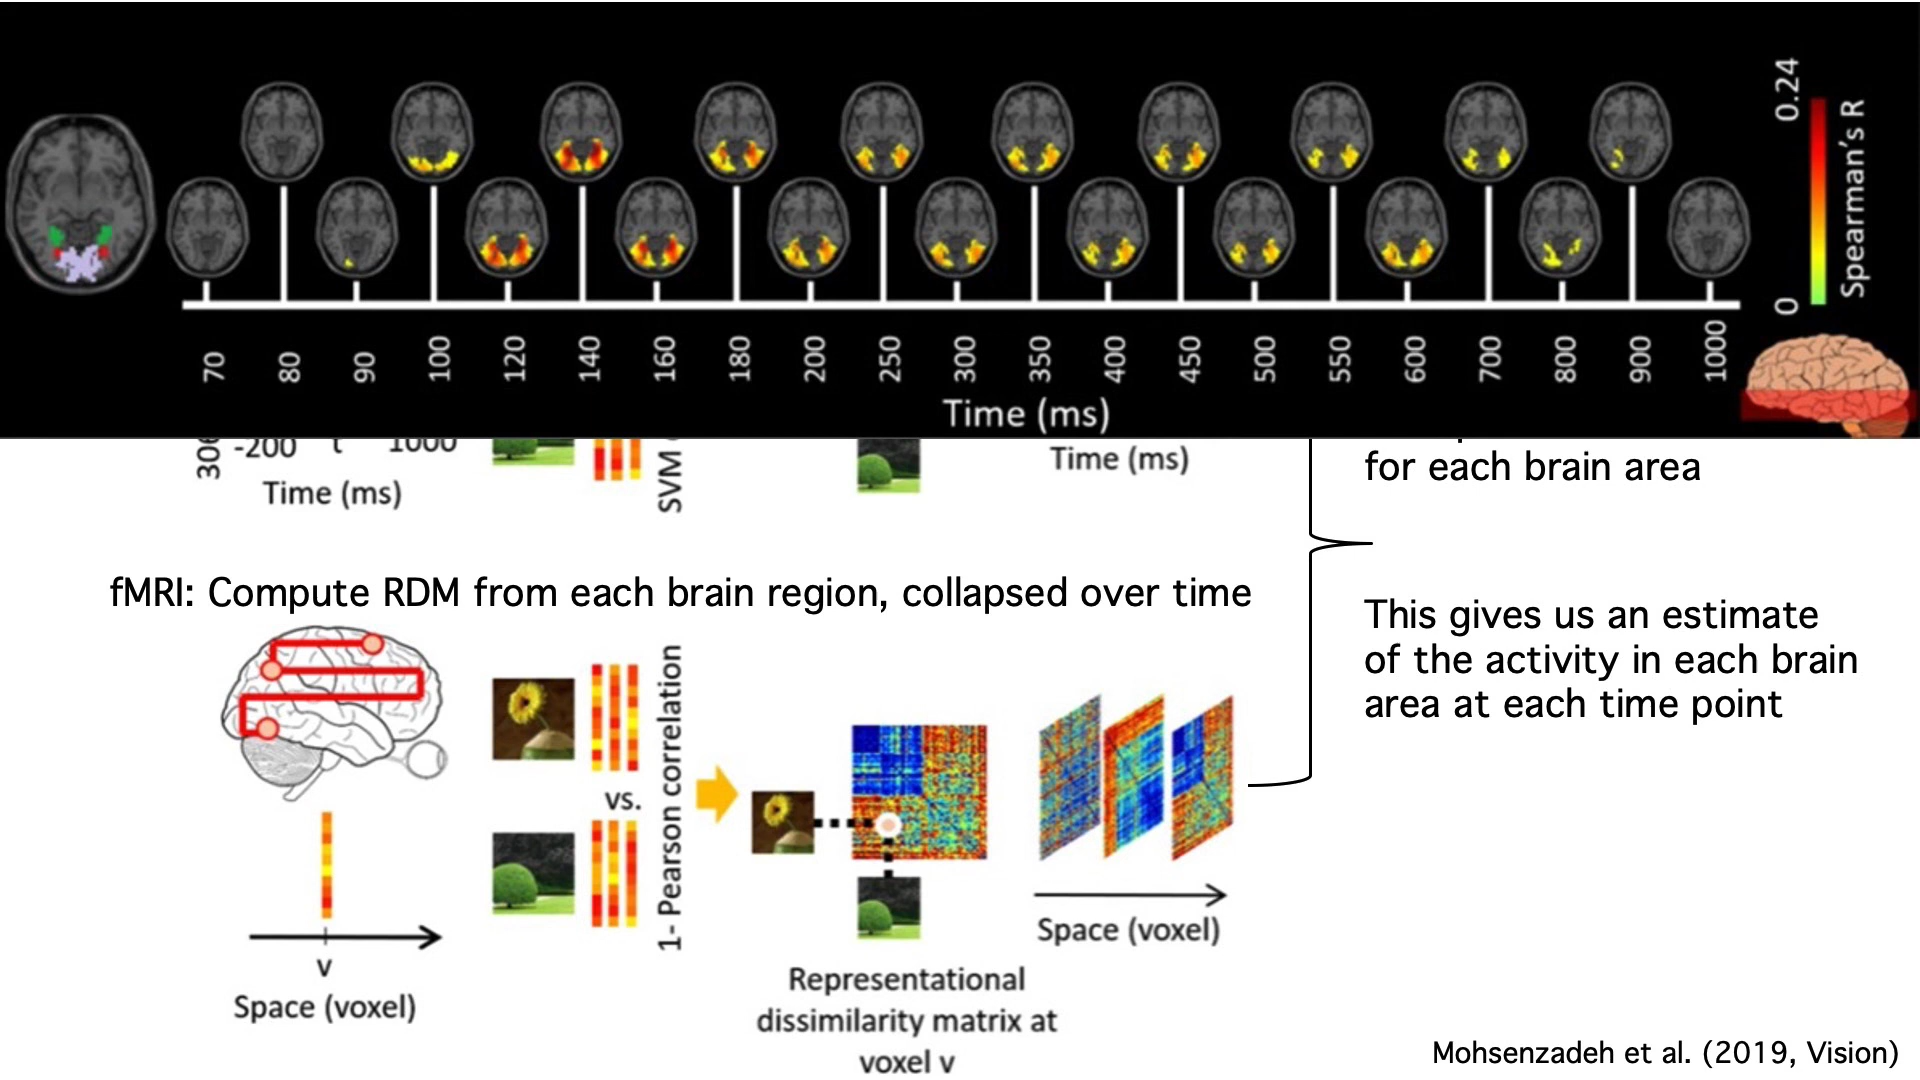 0.24
Spearman's R
0
70 80 90 100 120 140 160 180 200 250 300 350 400 450 500 550 600 700 800 900 1000
Time (ms)
306
-200 t 1000
Time (ms)
SVM
Time (ms)
for each brain area
fMRI: Compute RDM from each brain region, collapsed over time
This gives us an estimate
of the activity in each brain
area at each time point
vs.
1- Pearson correlation
v
Space (voxel)
Space (voxel)
Representational
dissimilarity matrix at
voxel v
Mohsenzadeh et al. (2019, Vision)